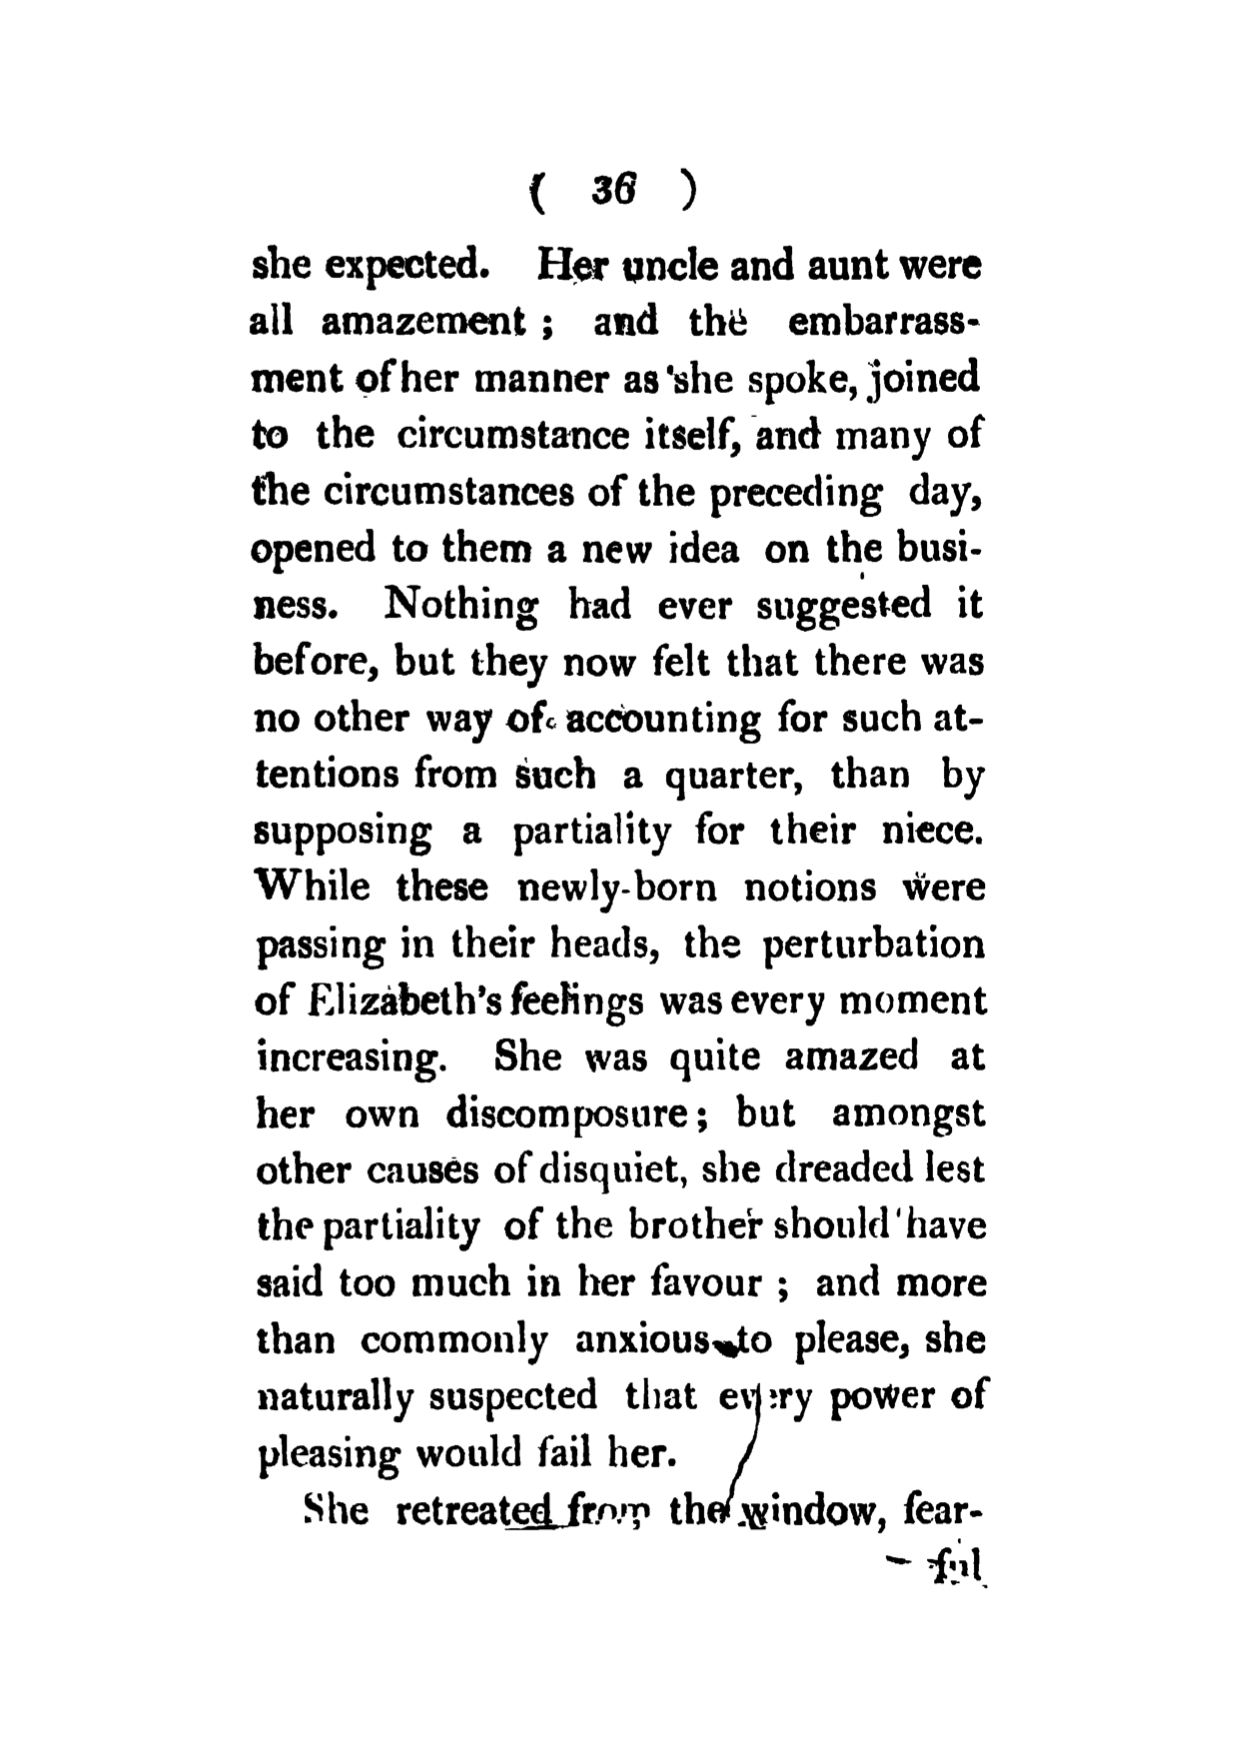 ( 36 )
she expected. Her uncle and aunt were
all amazement ; and the embarrass-
ment of her manner as she spoke, joined
to the circumstance itself, and many of
the circumstances of the preceding day,
opened to them a new idea on the busi-
ness. Nothing had ever suggested it
before, but they now felt that there was
no other way of accounting for such at-
tentions from such a quarter, than by
supposing a partiality for their niece.
While these newly-born notions were
passing in their heads, the perturbation
of Elizabeth's feelings was every moment
increasing. She was quite amazed at
her own discomposure; but amongst
other causes of disquiet, she dreaded lest
the partiality of the brother should have
said too much in her favour ; and more
than commonly anxious to please, she
naturally suspected that every power of
pleasing would fail her.
She retreated from the window, fear-
ful